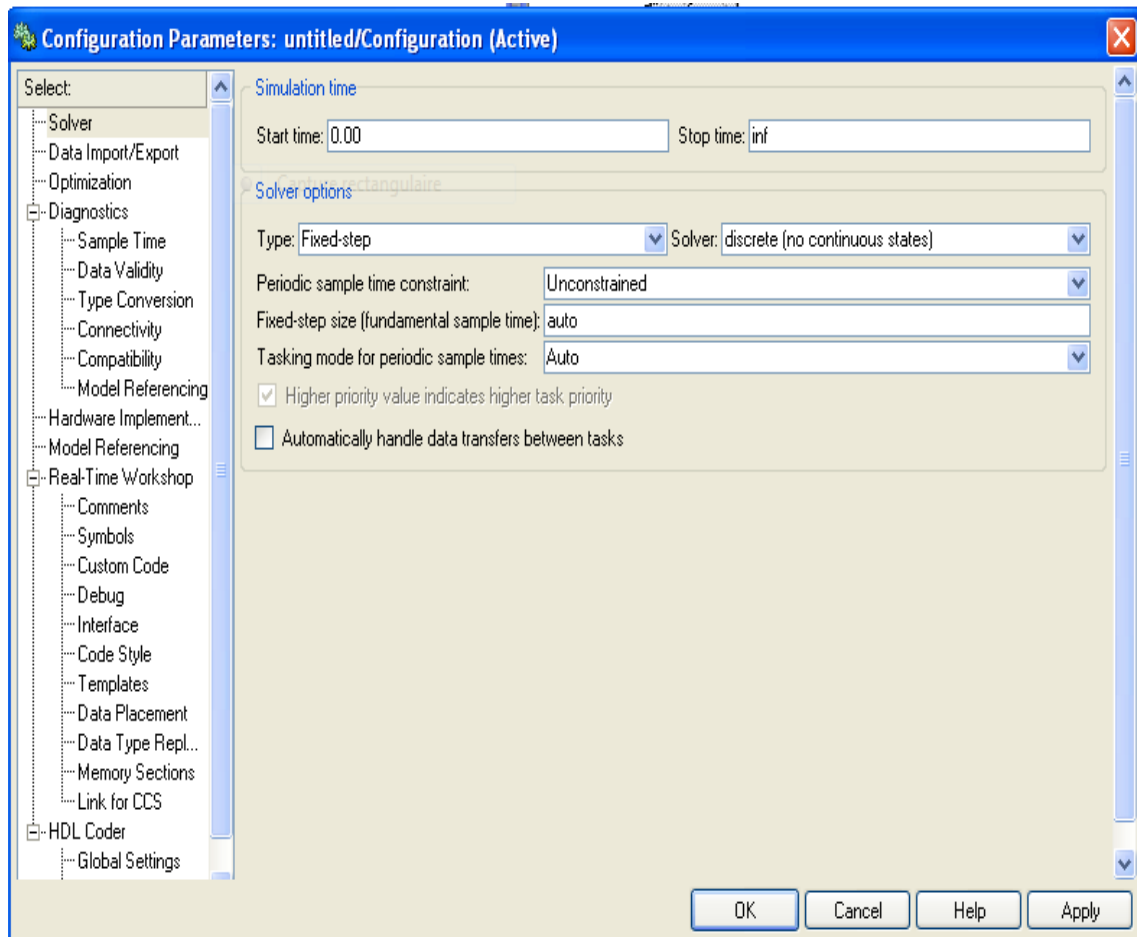 Configuration Parameters: untitled/Configuration (Active)
Select:
Solver
Data Import/Export
Optimization
Diagnostics
Sample Time
Data Validity
Type Conversion
Connectivity
Compatibility
Model Referencing
Hardware Implement...
Model Referencing
Real-Time Workshop
Comments
Symbols
Custom Code
Debug
Interface
Code Style
Templates
Data Placement
Data Type Repl...
Memory Sections
Link for CCS
HDL Coder
Global Settings
Simulation time
Start time: 0.00 Stop time: inf
Capture rectangulaire
Solver options
Type: Fixed-step Solver: discrete (no continuous states)
Periodic sample time constraint: Unconstrained
Fixed-step size (fundamental sample time): auto
Tasking mode for periodic sample times: Auto
Higher priority value indicates higher task priority
Automatically handle data transfers between tasks
OK Cancel Help Apply